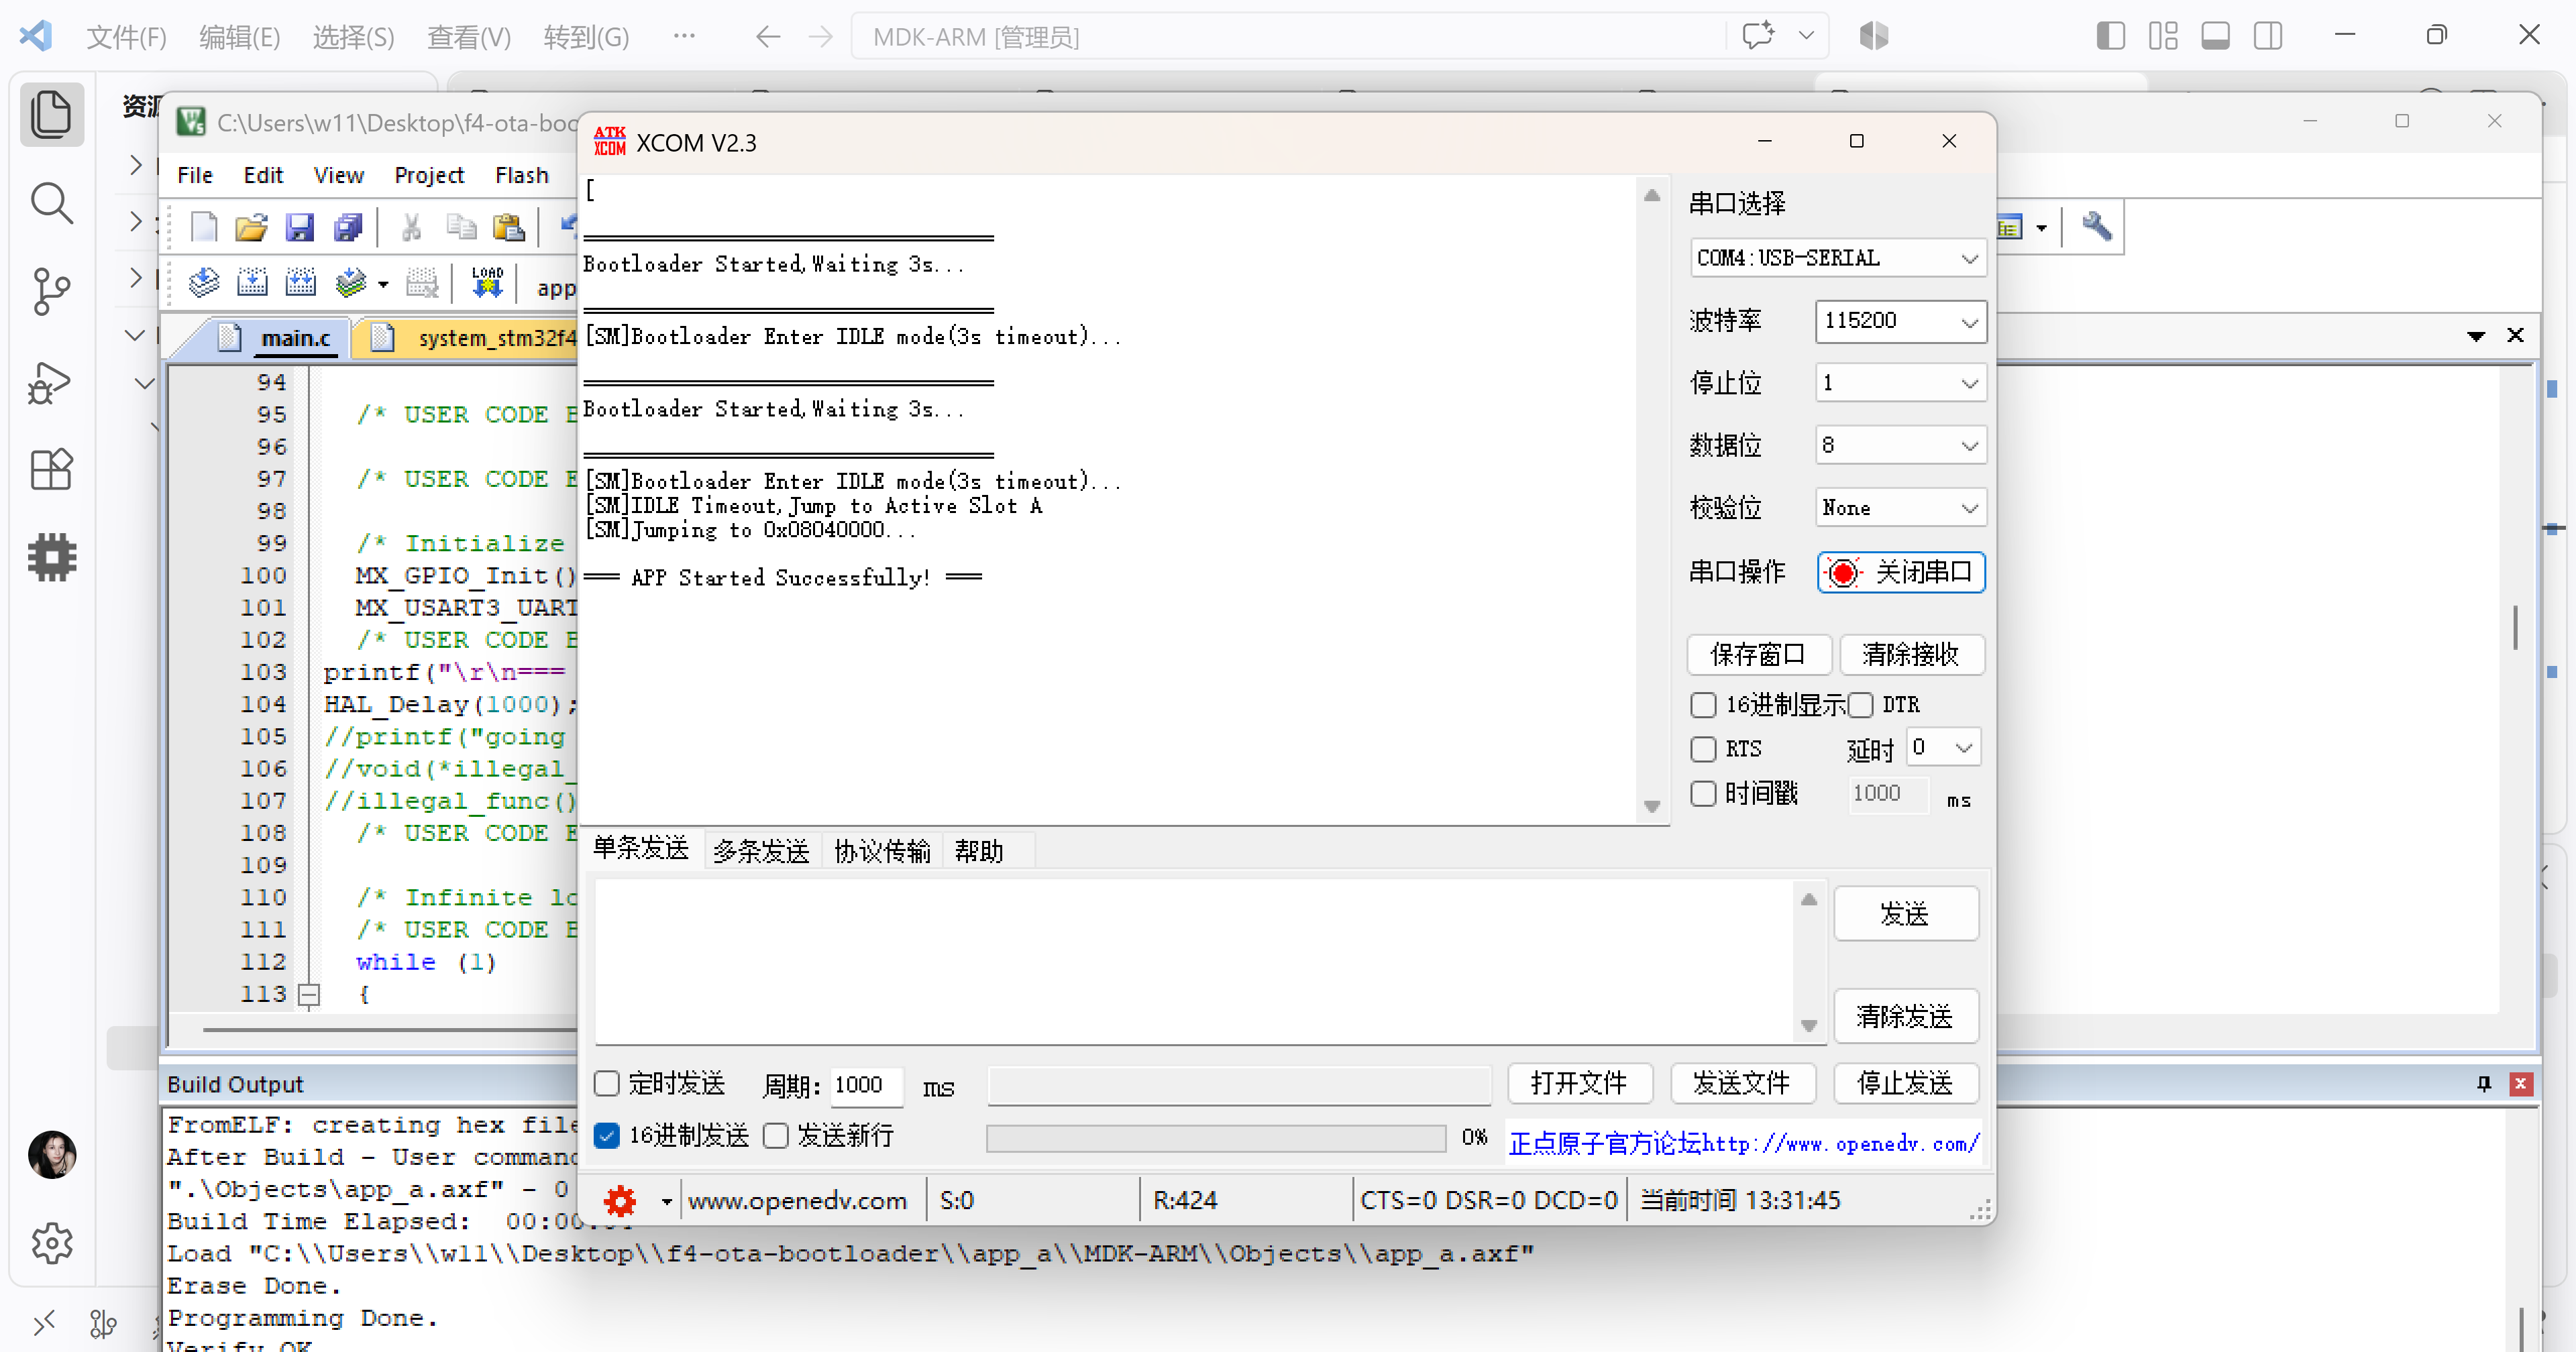 文件(F) 编辑(E) 选择(S) 查看(V) 转到(G) ··· MDK-ARM [管理员]
C:\Users\w11\Desktop\f4-ota-boo
File Edit View Project Flash
LOAD
main.c system_stm32f4
94
95 /* USER CODE
96
97 /* USER CODE
98
99 /* Initialize
100 MX_GPIO_Init()
101 MX_USART3_UART
102 /* USER CODE
103 printf("\r\n===
104 HAL_Delay(1000);
105 //printf("going
106 //void(*illegal_
107 //illegal_func()
108 /* USER CODE
109
110 /* Infinite
111 /* USER CODE
112 while (1)
113 {
Build Output
FromELF: creating hex file
After Build - User command
".\Objects\app_a.axf" - 0
Build Time Elapsed:
Load "C:\\Users\\w11\\Desktop\\f4-ota-bootloader\\app_a\\MDK-ARM\\Objects\\app_a.axf"
Erase Done.
Programming Done.
Verify OK
ATK XCOM XCOM V2.3
[
Bootloader Started,Waiting 3s...
[SM]Bootloader Enter IDLE mode(3s timeout)...
Bootloader Started,Waiting 3s...
[SM]Bootloader Enter IDLE mode(3s timeout)...
[SM]IDLE Timeout,Jump to Active Slot A
[SM]Jumping to 0x08040000...
=== APP Started Successfully! ===
串口选择
COM4:USB-SERIAL
波特率 115200
停止位 1
数据位 8
校验位 None
串口操作 关闭串口
保存窗口 清除接收
16进制显示 DTR
RTS 延时 0
时间戳 1000 ms
单条发送 多条发送 协议传输 帮助
发送
清除发送
定时发送 周期: 1000 ms 打开文件 发送文件 停止发送
16进制发送 发送新行 0% 正点原子官方论坛http://www.openedv.com/
www.openedv.com S:0 R:424 CTS=0 DSR=0 DCD=0 当前时间 13:31:45